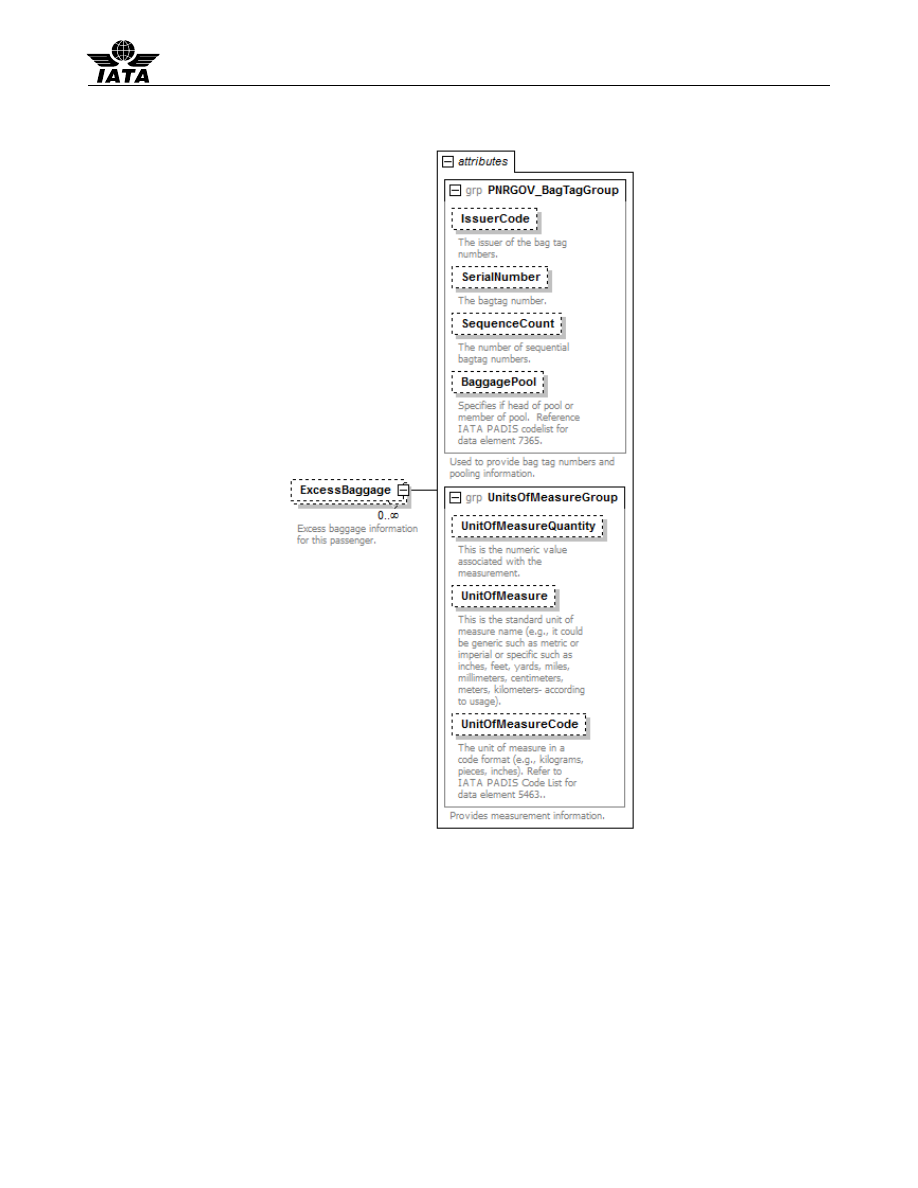 IATA
attributes
grp PNRGOV_BagTagGroup
IssuerCode
The issuer of the bag tag
numbers.
SerialNumber
The bagtag number.
SequenceCount
The number of sequential
bagtag numbers.
BaggagePool
Specifies if head of pool or
member of pool.  Reference
IATA PADIS codelist for
data element 7365.
Used to provide bag tag numbers and
pooling information.
ExcessBaggage
0..∞
Excess baggage information
for this passenger.
grp UnitsOfMeasureGroup
UnitOfMeasureQuantity
This is the numeric value
associated with the
measurement.
UnitOfMeasure
This is the standard unit of
measure name (e.g., it could
be generic such as metric or
imperial or specific such as
inches, feet, yards, miles,
millimeters, centimeters,
meters, kilometers- according
to usage).
UnitOfMeasureCode
The unit of measure in a
code format (e.g., kilograms,
pieces, inches). Refer to
IATA PADIS Code List for
data element 5463..
Provides measurement information.